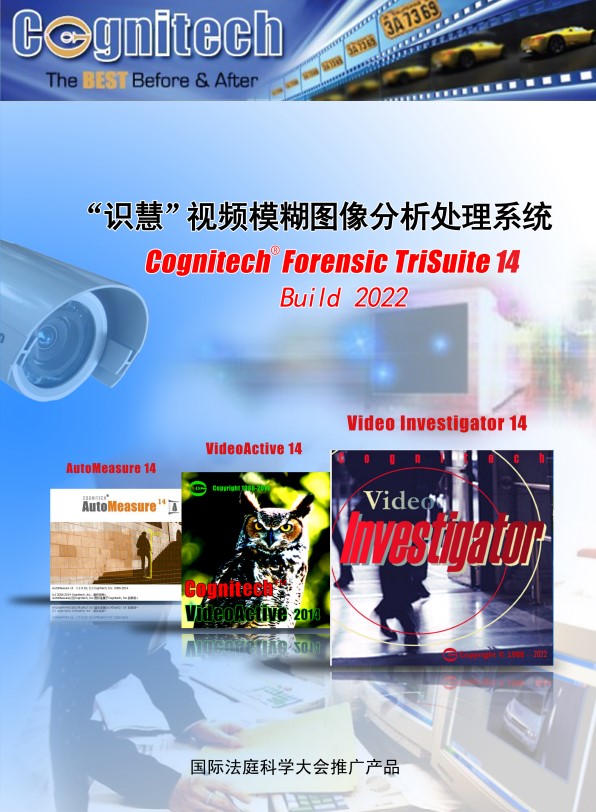 Cognitech
The BEST Before & After
3A7369
“识慧”视频模糊图像分析处理系统
Cognitech® Forensic TriSuite 14
Build 2022
Video Investigator 14
VideoActive 14
AutoMeasure 14
COGNITECH®
AutoMeasure 14
Copyright 1988-2014
Cognitech
VideoActive 2014
Cognitech
Video
Investigator
Copyright © 1988 - 2022
国际法庭科学大会推广产品